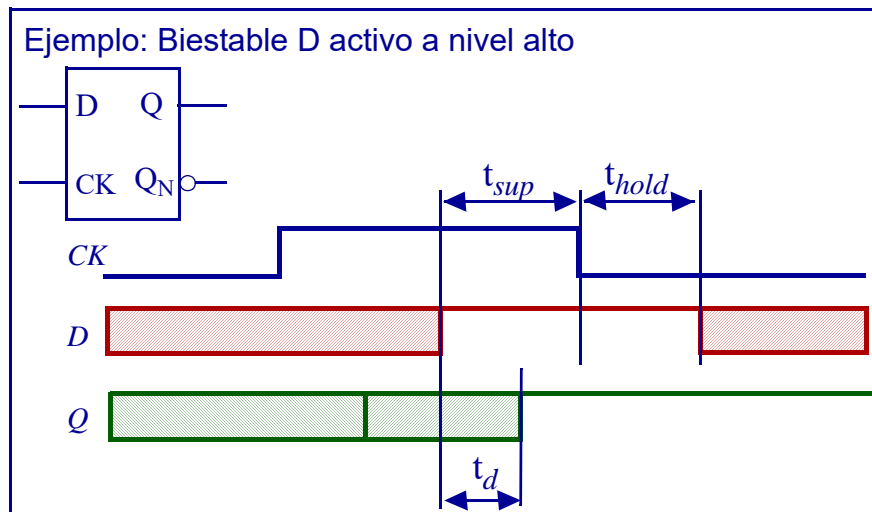 Ejemplo: Biestable D activo a nivel alto
D Q
CK QN
tsup thold
CK
D
Q
td